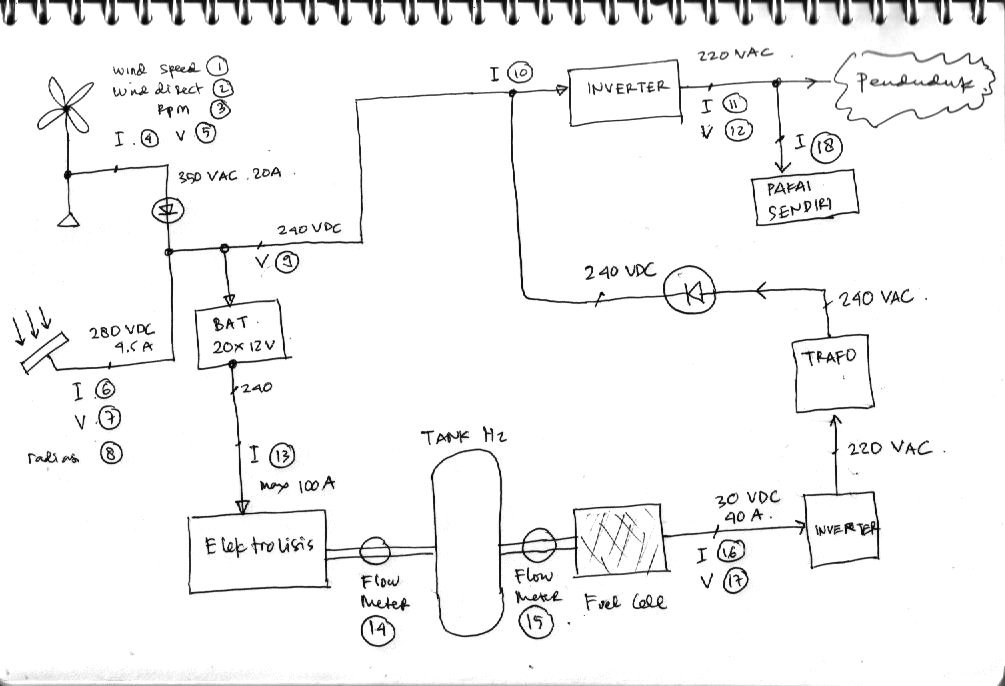 wind speed 1
wind direct 2
Rpm 3
I. 4 V 5
350 VAC. 20A
240 VDC
V 9
280 VDC
4.5 A
I 6
V 7
radias 8
BAT.
20 x 12 V
240
I 13
max 100 A
Elektrolisis
Flow
Meter
14
TANK H2
Flow
Meter
15.
Fuel Cell
30 VDC
40 A.
I 16
V 17
INVERTER
220 VAC.
TRAFO
240 VAC.
240 VDC
I 10
INVERTER
220 VAC.
I 11
V 12
Penduduk
I 18
PAKAI
SENDIRI